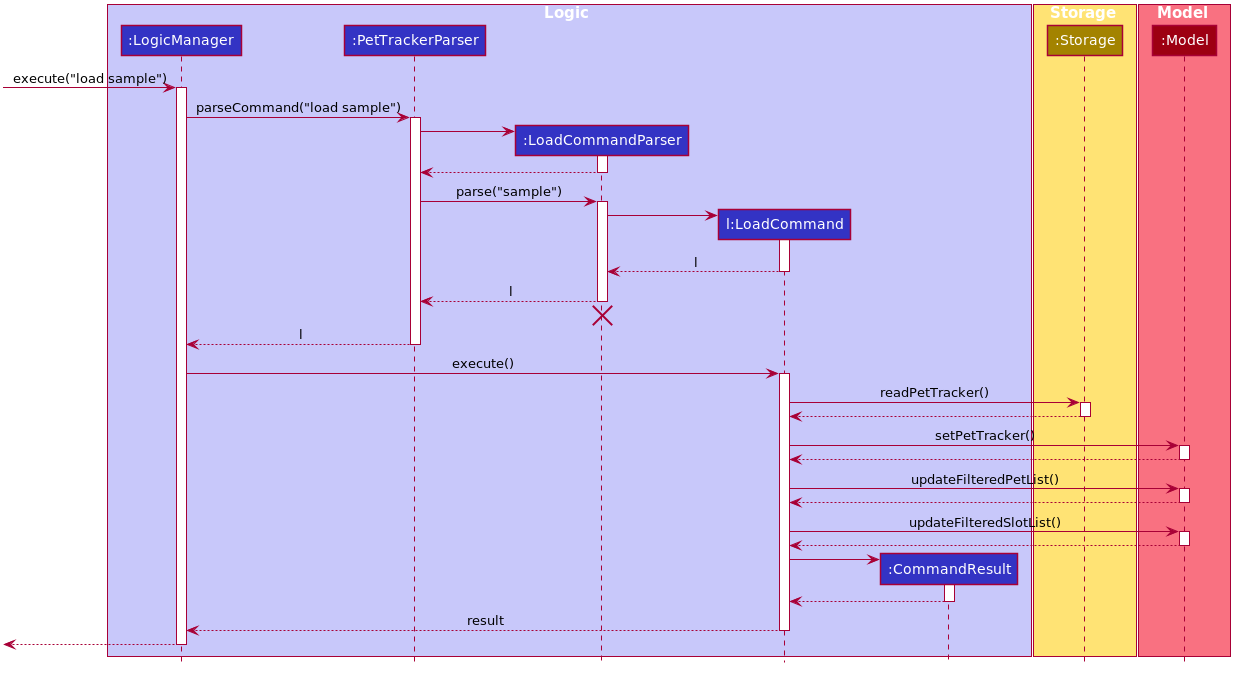 Logic
Storage
Model
:LogicManager
:PetTrackerParser
:Storage
:Model
execute("load sample")
parseCommand("load sample")
:LoadCommandParser
parse("sample")
l:LoadCommand
l
l
l
execute()
readPetTracker()
setPetTracker()
updateFilteredPetList()
updateFilteredSlotList()
:CommandResult
result